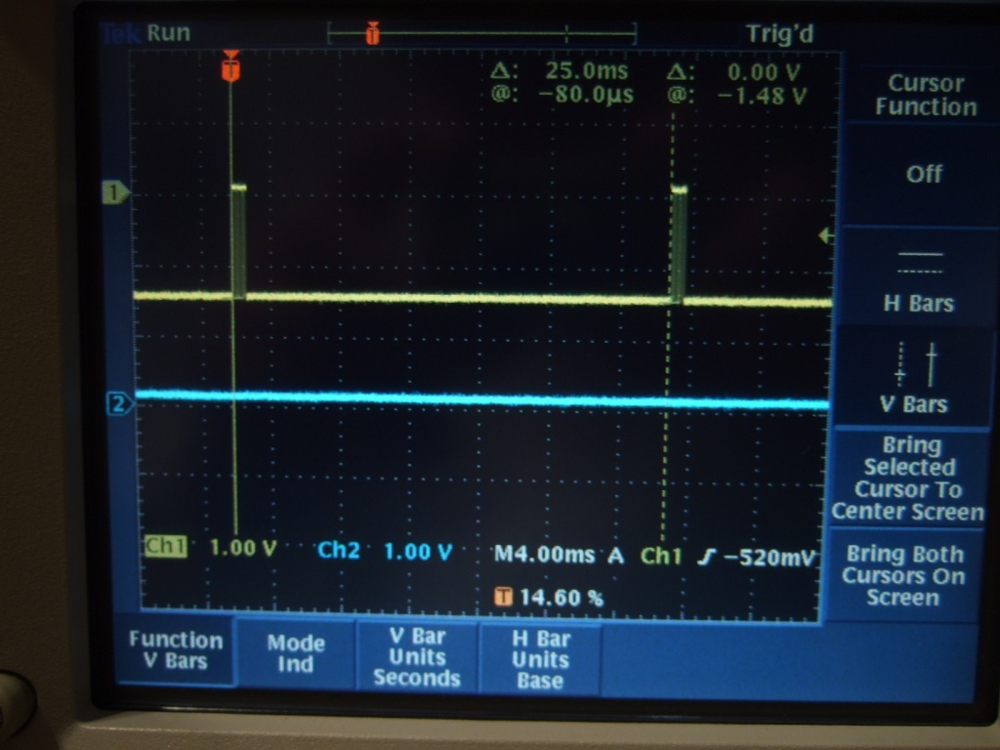 Tek Run Trig'd
T
T
Δ: 25.0ms Δ: 0.00 V
@: −80.0μs @: −1.48 V
1
2
Ch1 1.00 V Ch2 1.00 V M4.00ms A Ch1 −520mV
T 14.60 %
Cursor
Function
Off
H Bars
V Bars
Bring
Selected
Cursor To
Center Screen
Bring Both
Cursors On
Screen
Function
V Bars
Mode
Ind
V Bar
Units
Seconds
H Bar
Units
Base